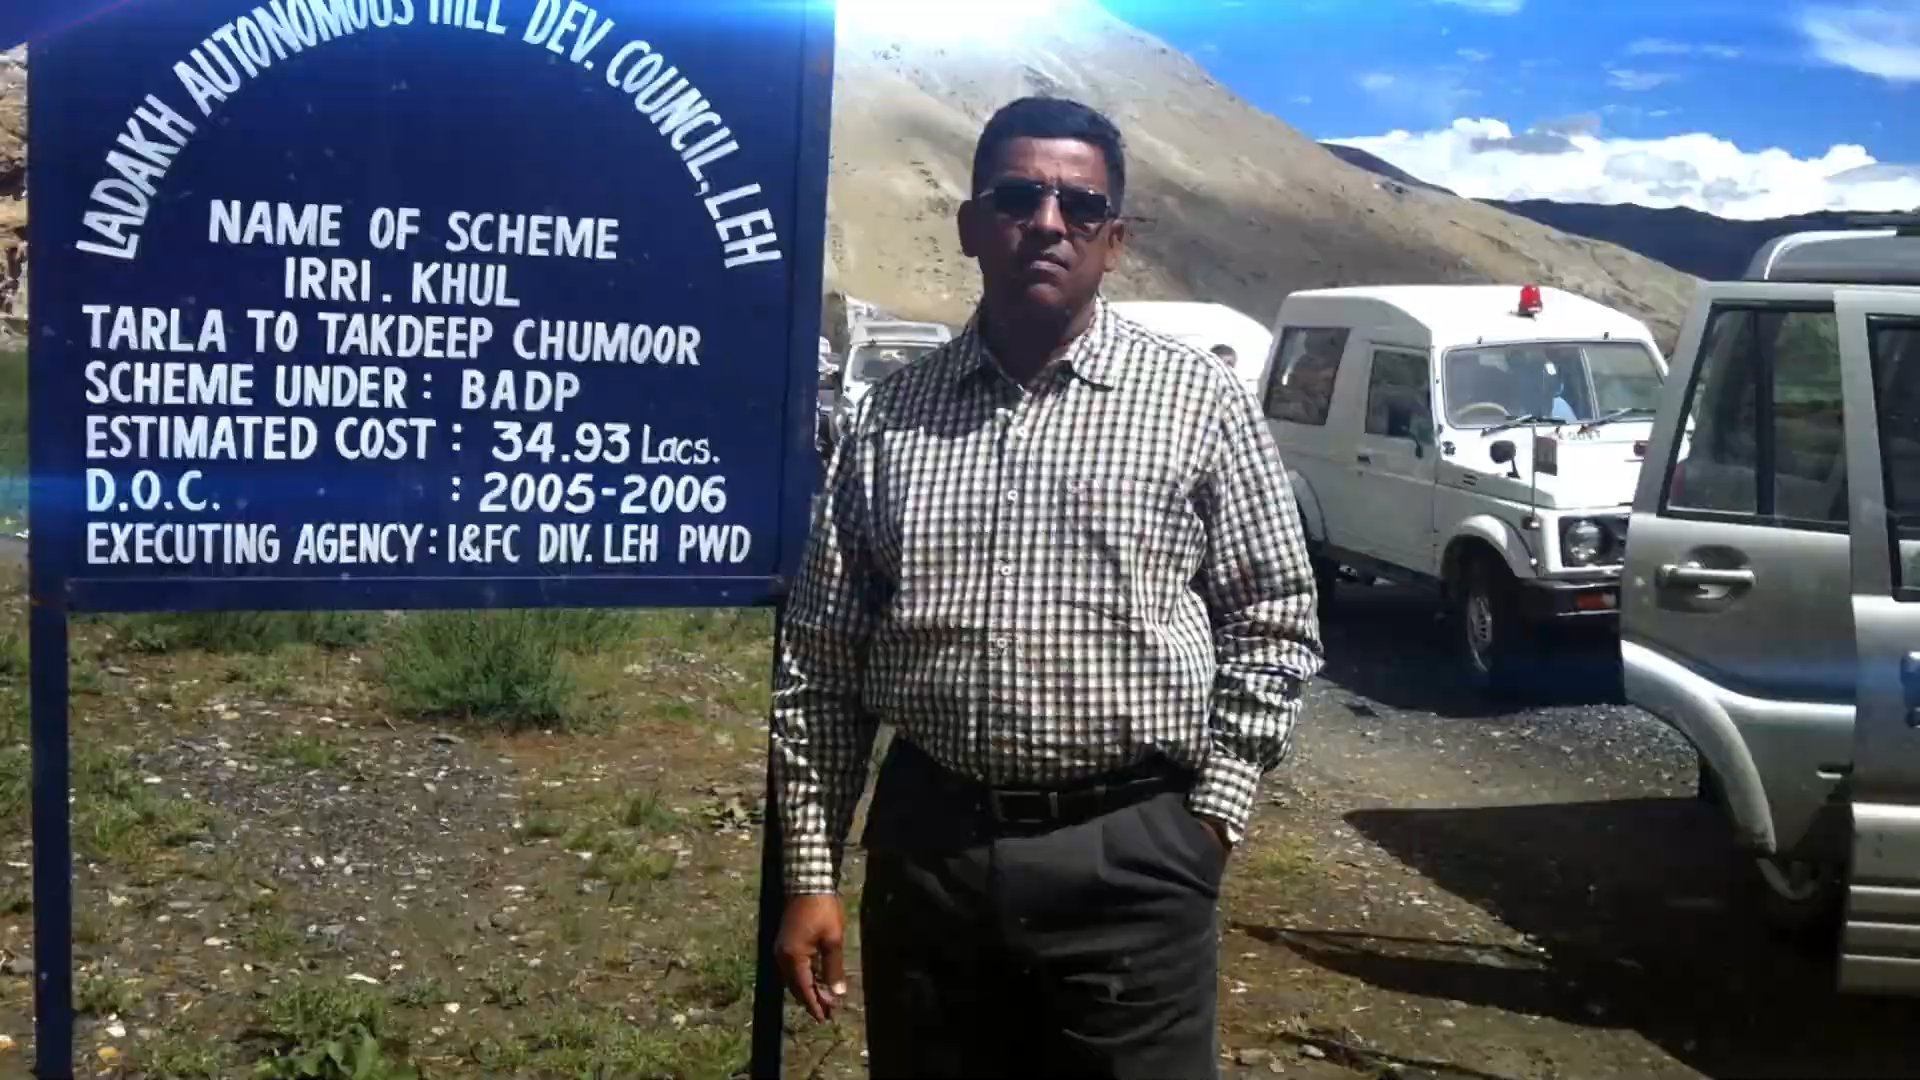 LADAKH AUTONOMOUS HILL DEV. COUNCIL, LEH
NAME OF SCHEME
IRRI. KHUL
TARLA TO TAKDEEP CHUMOOR
SCHEME UNDER : BADP
ESTIMATED COST : 34.93 Lacs.
D.O.C. : 2005-2006
EXECUTING AGENCY : I&FC DIV. LEH PWD